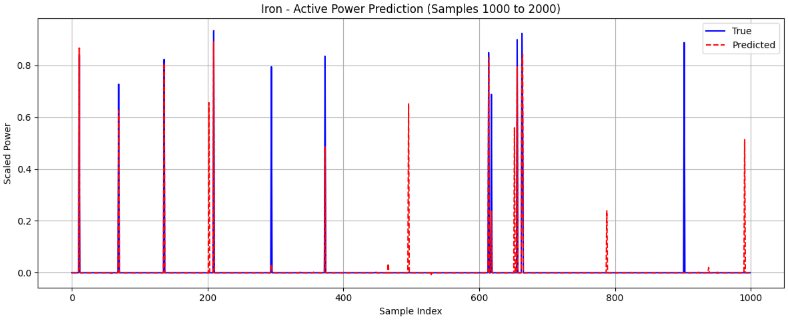 Iron - Active Power Prediction (Samples 1000 to 2000)
True
Predicted
Scaled Power
0.8
0.6
0.4
0.2
0.0
0 200 400 600 800 1000
Sample Index